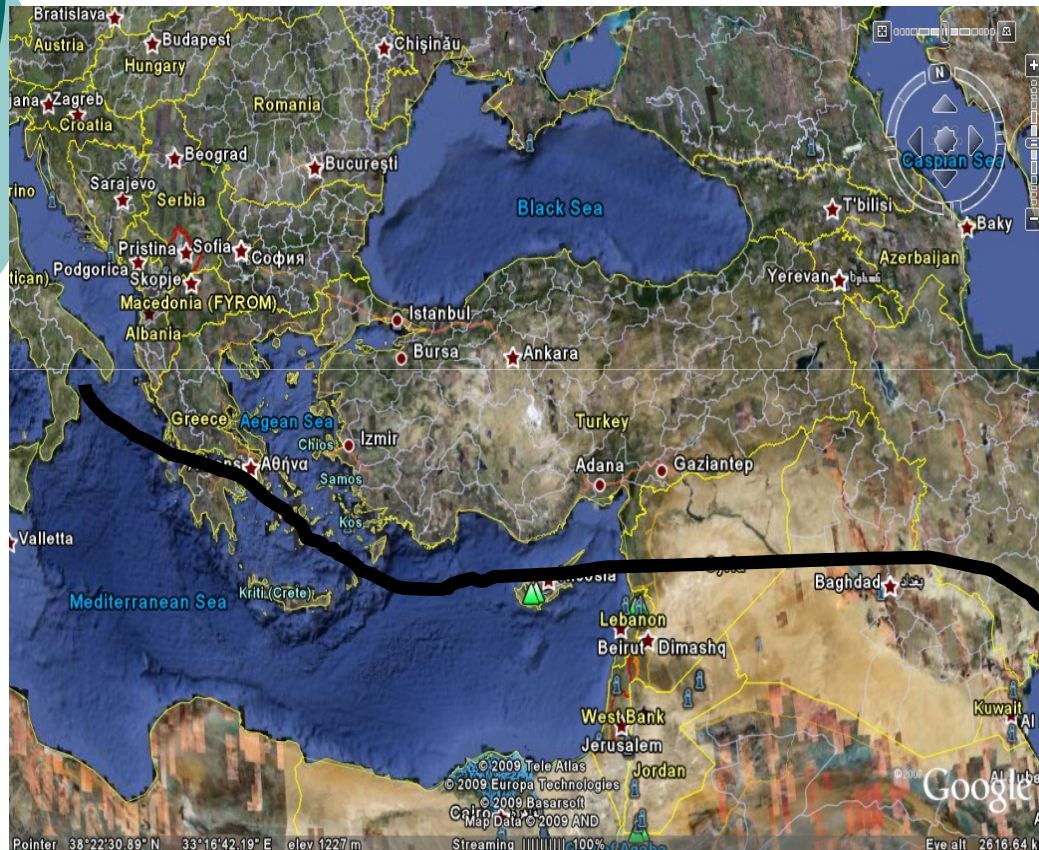 Bratislava
Austria
Budapest
Hungary
Chişinău
Zagreb
Croatia
Romania
Beograd
Bucureşti
Sarajevo
Serbia
Black Sea
Caspian Sea
N
T'bilisi
Baky
Azerbaijan
Yerevan
Pristina
Sofia
София
Podgorica
Skopje
Macedonia (FYROM)
Albania
Istanbul
Bursa
Ankara
Greece
Aegean Sea
Turkey
Chios
Izmir
Αθήνα
Samos
Adana
Gaziantep
Kos
Valletta
Mediterranean Sea
Kriti (Crete)
Baghdad بغداد
Lebanon
Beirut
Dimashq
West Bank
Jerusalem
Jordan
Kuwait
Al
© 2009 Tele Atlas
© 2009 Europa Technologies
© 2009 Basarsoft
Map Data © 2009 AND
Google
Pointer 38°22'30.89" N 33°16'42.19" E elev 1227 m
Streaming ||||||||| 100%
Eye alt 2616.64 k